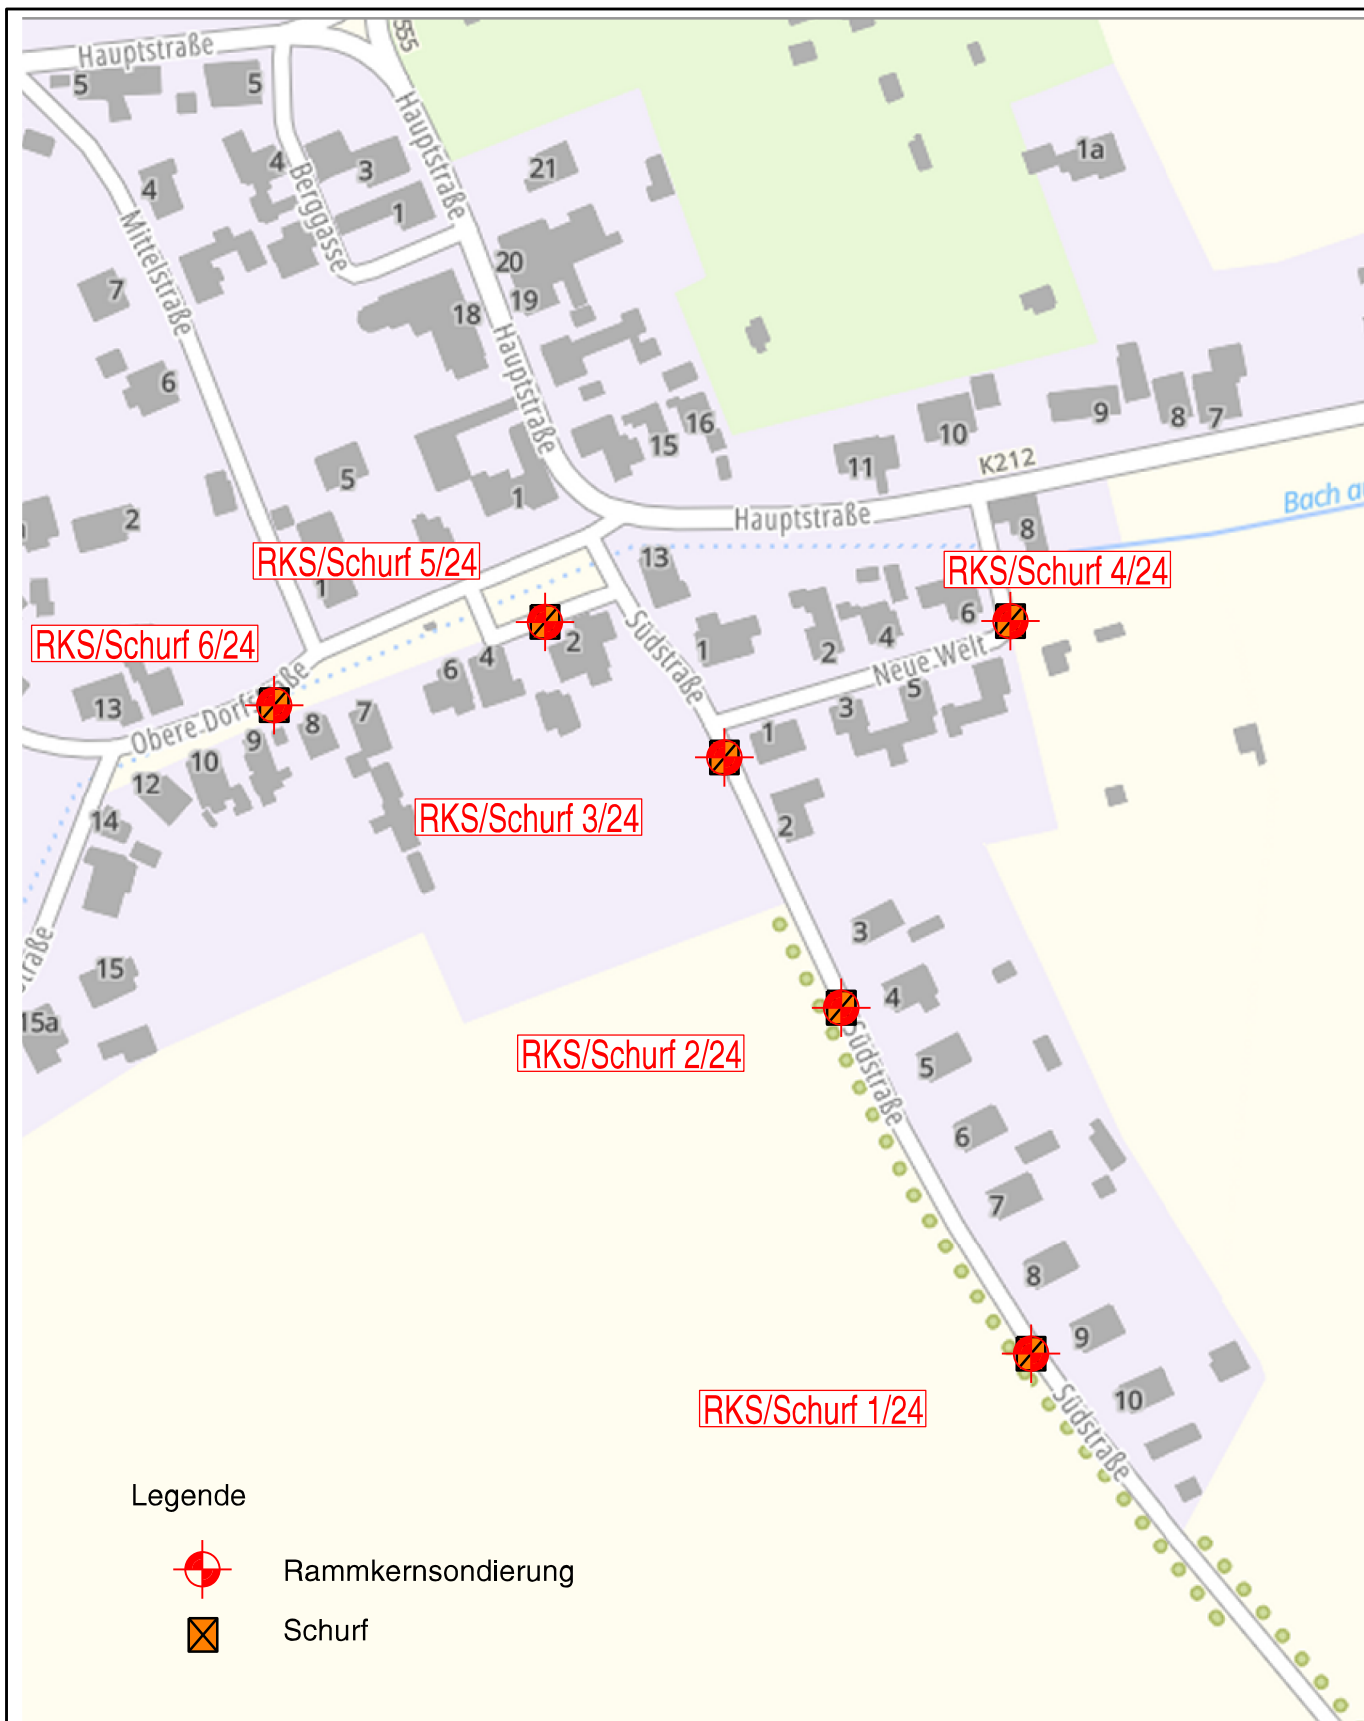 Hauptstraße
555
5
5
Hauptstraße
4
3
21
1a
4
1
Berggasse
Mittelstraße
20
7
19
18
Hauptstraße
6
16
15
10
9
8
7
5
11
K212
1
2
Hauptstraße
Bach a
8
RKS/Schurf 5/24
13
RKS/Schurf 4/24
1
6
RKS/Schurf 6/24
2
Südstraße
1
2
4
Neue Welt
6
4
13
Obere Dorfstraße
8
7
3
5
9
10
1
12
14
RKS/Schurf 3/24
2
straße
3
15
4
15a
Südstraße
RKS/Schurf 2/24
5
6
7
8
9
10
RKS/Schurf 1/24
Südstraße
Legende
Rammkernsondierung
Schurf